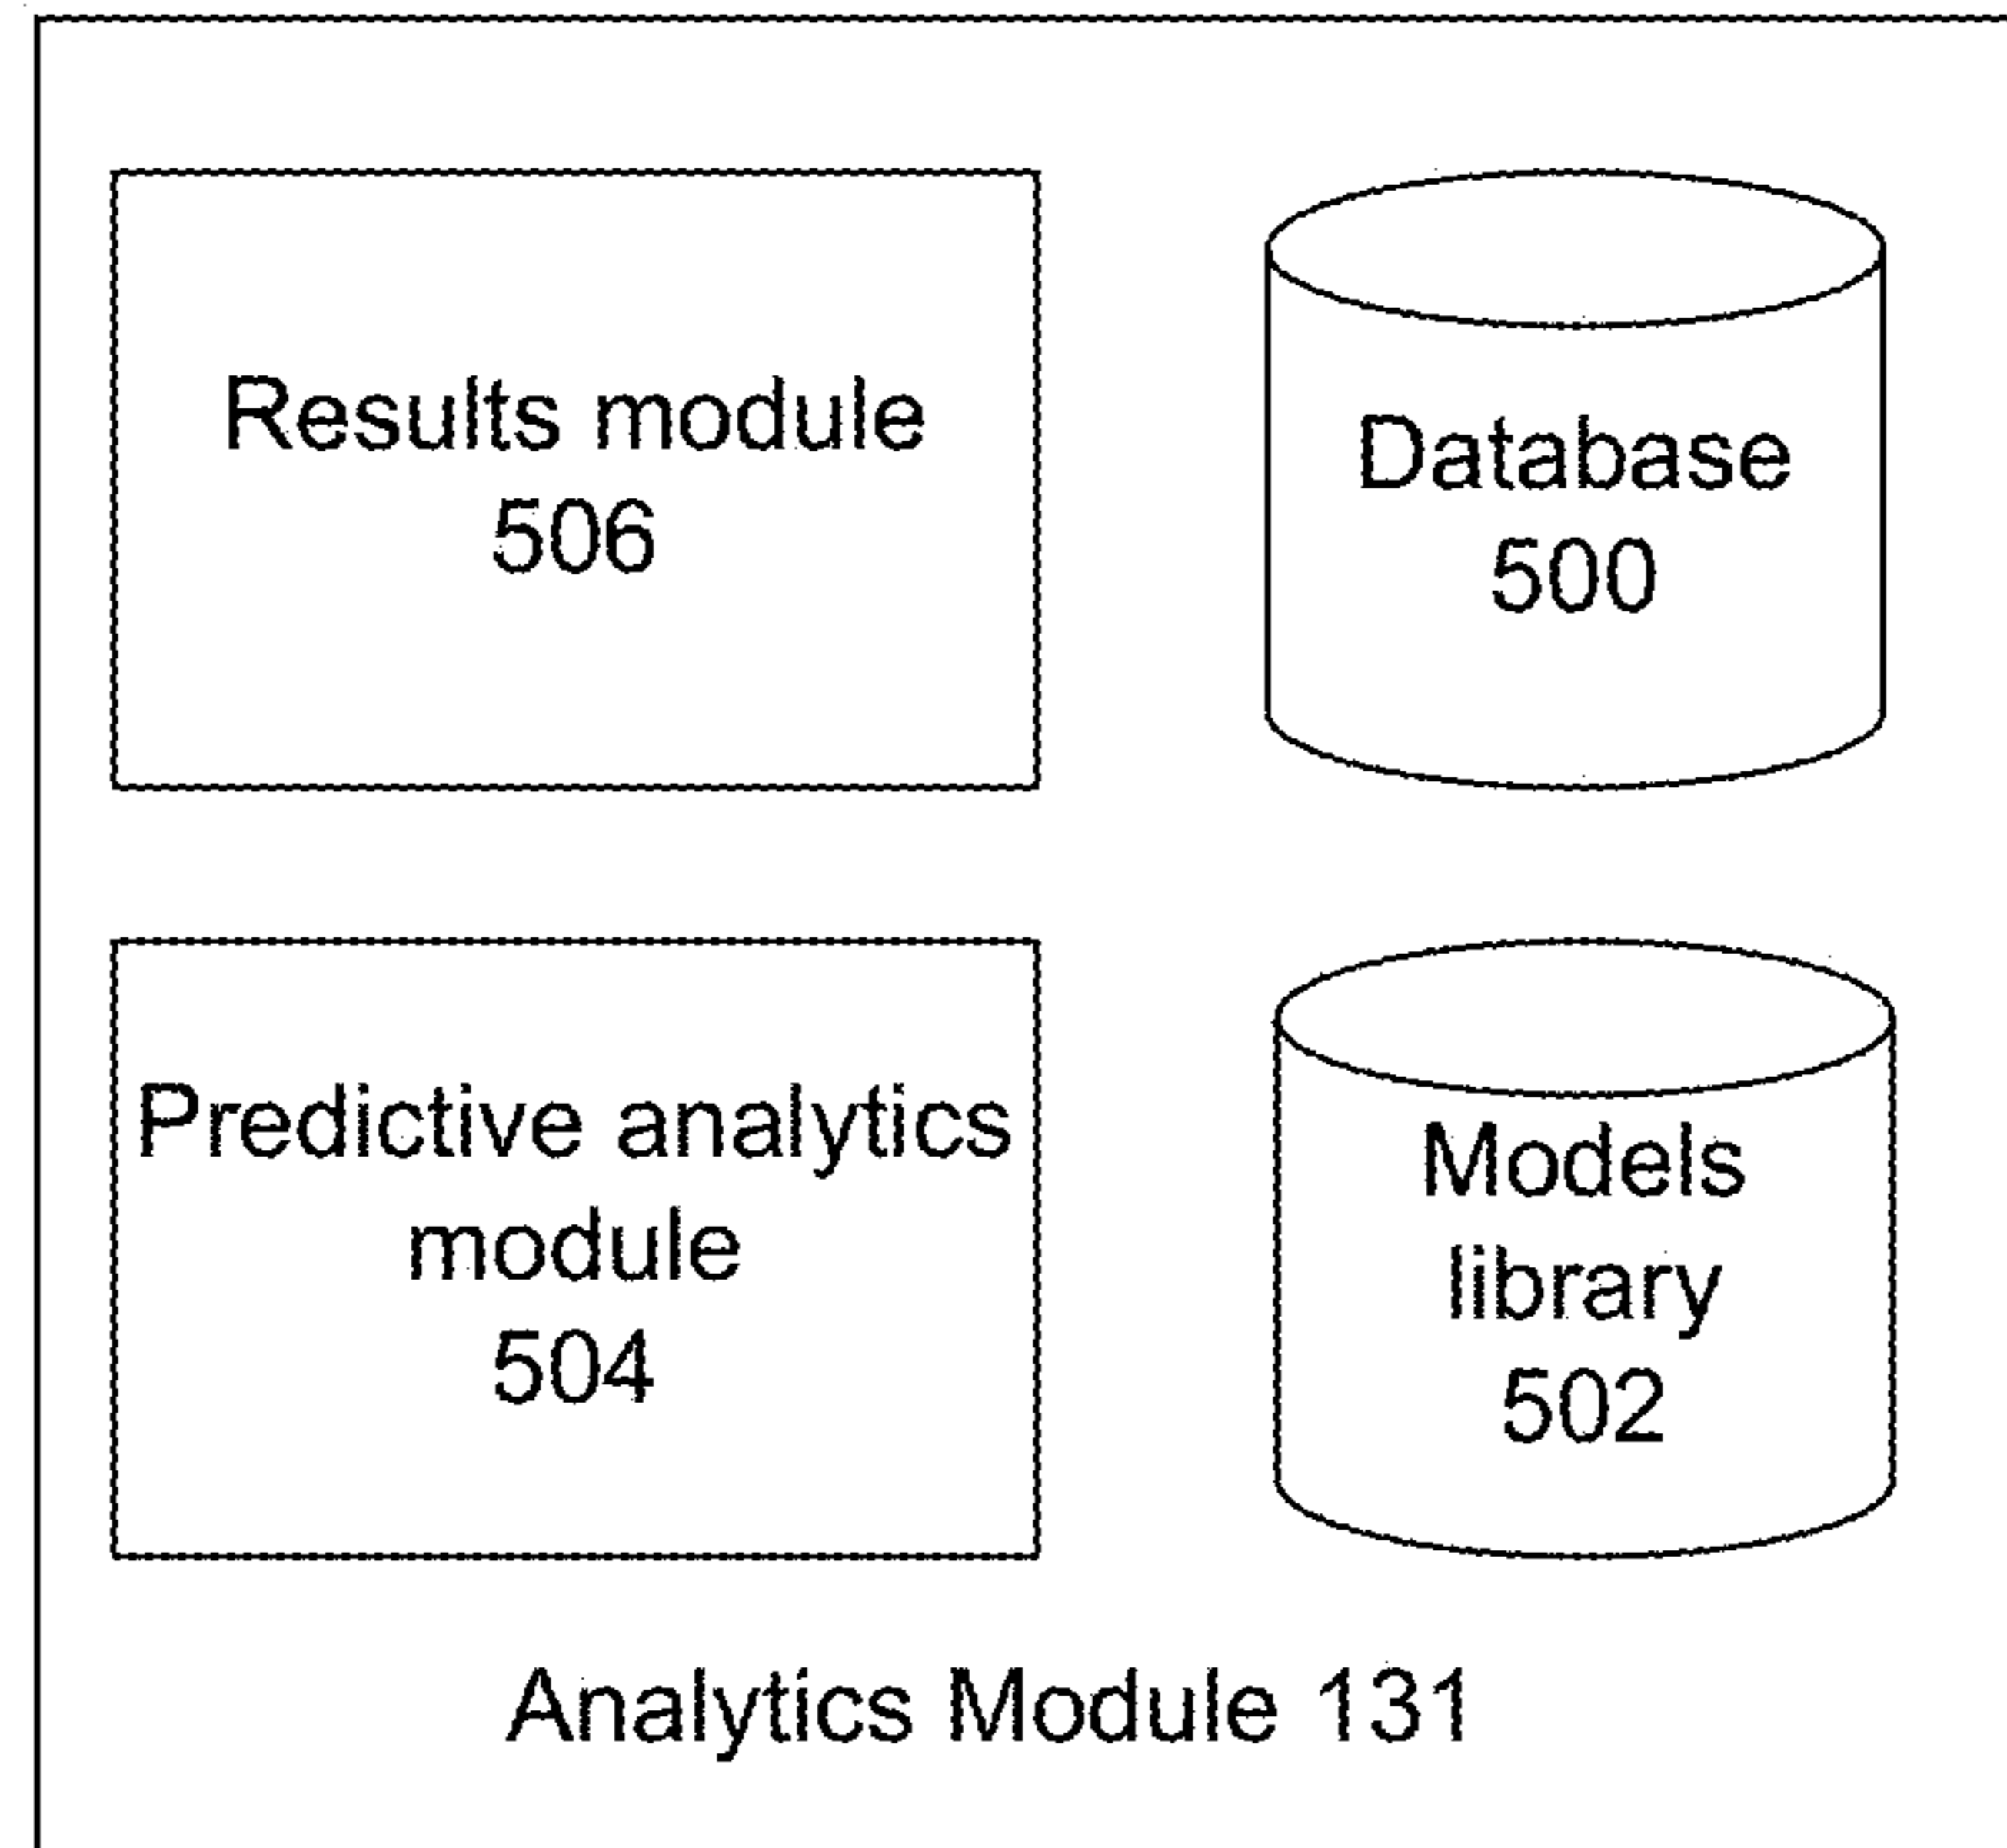 Results module
506
Database
500
Predictive analytics
module
504
Models
library
502
Analytics Module 131